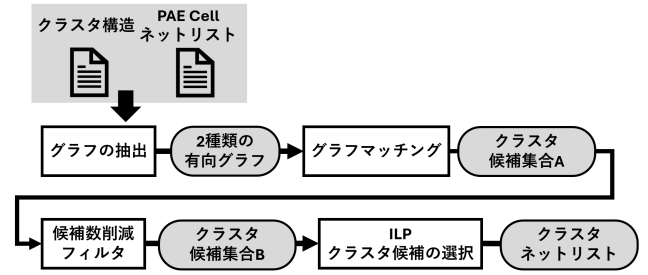 クラスタ構造
PAE Cell
ネットリスト
グラフの抽出
2種類の
有向グラフ
グラフマッチング
クラスタ
候補集合A
候補数削減
フィルタ
クラスタ
候補集合B
ILP
クラスタ候補の選択
クラスタ
ネットリスト